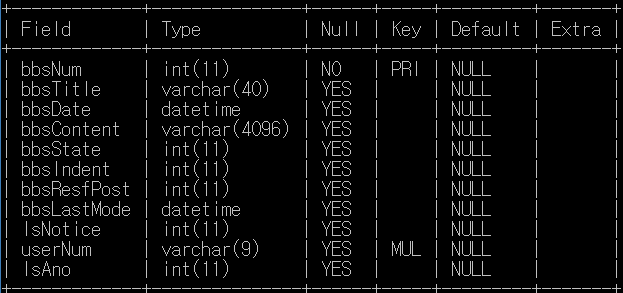 +-------------+---------------+------+-----+---------+-------+
| Field | Type | Null | Key | Default | Extra |
+-------------+---------------+------+-----+---------+-------+
| bbsNum | int(11) | NO | PRI | NULL | |
| bbsTitle | varchar(40) | YES | | NULL | |
| bbsDate | datetime | YES | | NULL | |
| bbsContent | varchar(4096) | YES | | NULL | |
| bbsState | int(11) | YES | | NULL | |
| bbsIndent | int(11) | YES | | NULL | |
| bbsResfPost | int(11) | YES | | NULL | |
| bbsLastMode | datetime | YES | | NULL | |
| IsNotice | int(11) | YES | | NULL | |
| userNum | varchar(9) | YES | MUL | NULL | |
| IsAno | int(11) | YES | | NULL | |
+-------------+---------------+------+-----+---------+-------+